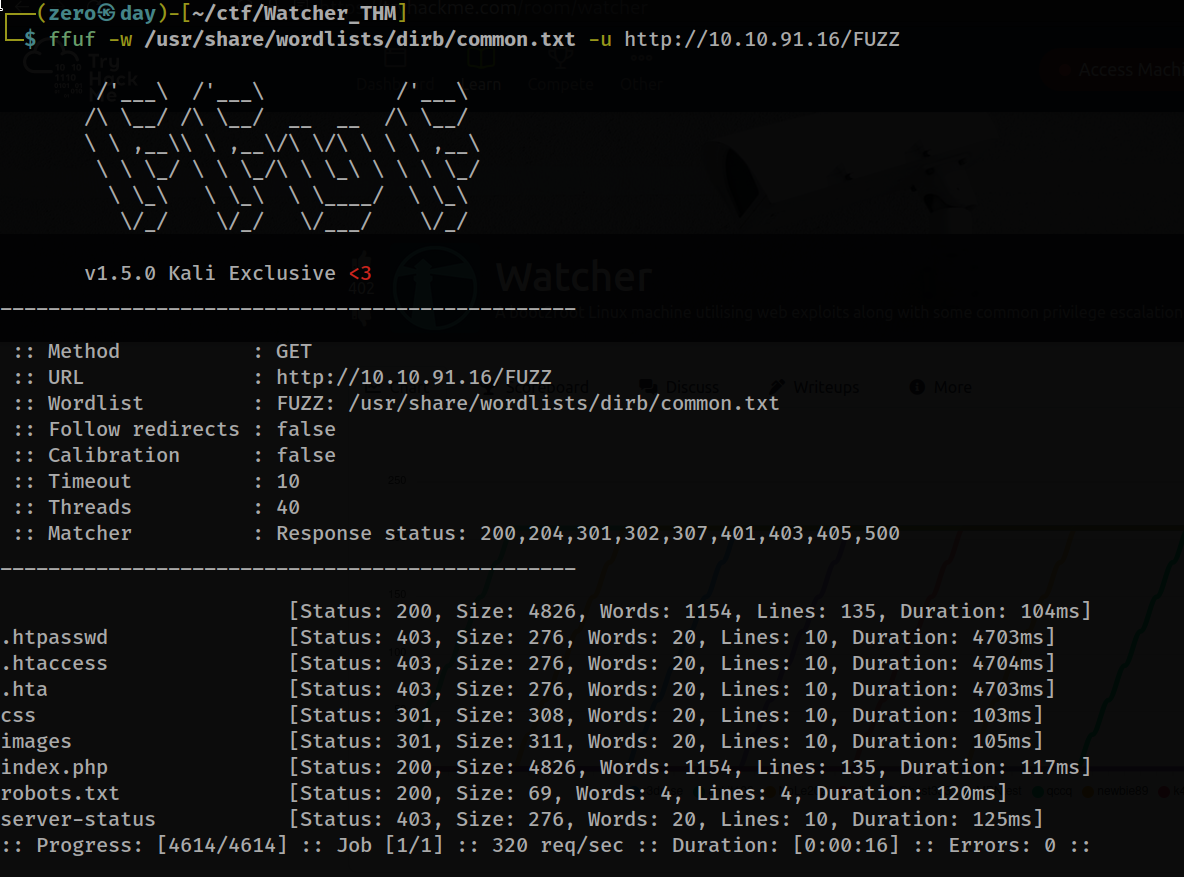 ┌──(zero㉿day)-[~/ctf/Watcher_THM]
└─$ ffuf -w /usr/share/wordlists/dirb/common.txt -u http://10.10.91.16/FUZZ

        /'___\  /'___\           /'___\
       /\ \__/ /\ \__/  __  __  /\ \__/
       \ \ ,__\\ \ ,__\/\ \/\ \ \ \ ,__\
        \ \ \_/ \ \ \_/\ \ \_\ \ \ \ \_/
         \ \_\   \ \_\  \ \____/  \ \_\
          \/_/    \/_/   \/___/    \/_/

       v1.5.0 Kali Exclusive <3
Watcher
________________________________________________

 :: Method           : GET
 :: URL              : http://10.10.91.16/FUZZ
 :: Wordlist         : FUZZ: /usr/share/wordlists/dirb/common.txt
 :: Follow redirects : false
 :: Calibration      : false
 :: Timeout          : 10
 :: Threads          : 40
 :: Matcher          : Response status: 200,204,301,302,307,401,403,405,500
________________________________________________

                        [Status: 200, Size: 4826, Words: 1154, Lines: 135, Duration: 104ms]
.htpasswd               [Status: 403, Size: 276, Words: 20, Lines: 10, Duration: 4703ms]
.htaccess               [Status: 403, Size: 276, Words: 20, Lines: 10, Duration: 4704ms]
.hta                    [Status: 403, Size: 276, Words: 20, Lines: 10, Duration: 4703ms]
css                     [Status: 301, Size: 308, Words: 20, Lines: 10, Duration: 103ms]
images                  [Status: 301, Size: 311, Words: 20, Lines: 10, Duration: 105ms]
index.php               [Status: 200, Size: 4826, Words: 1154, Lines: 135, Duration: 117ms]
robots.txt              [Status: 200, Size: 69, Words: 4, Lines: 4, Duration: 120ms]
server-status           [Status: 403, Size: 276, Words: 20, Lines: 10, Duration: 125ms]
:: Progress: [4614/4614] :: Job [1/1] :: 320 req/sec :: Duration: [0:00:16] :: Errors: 0 ::